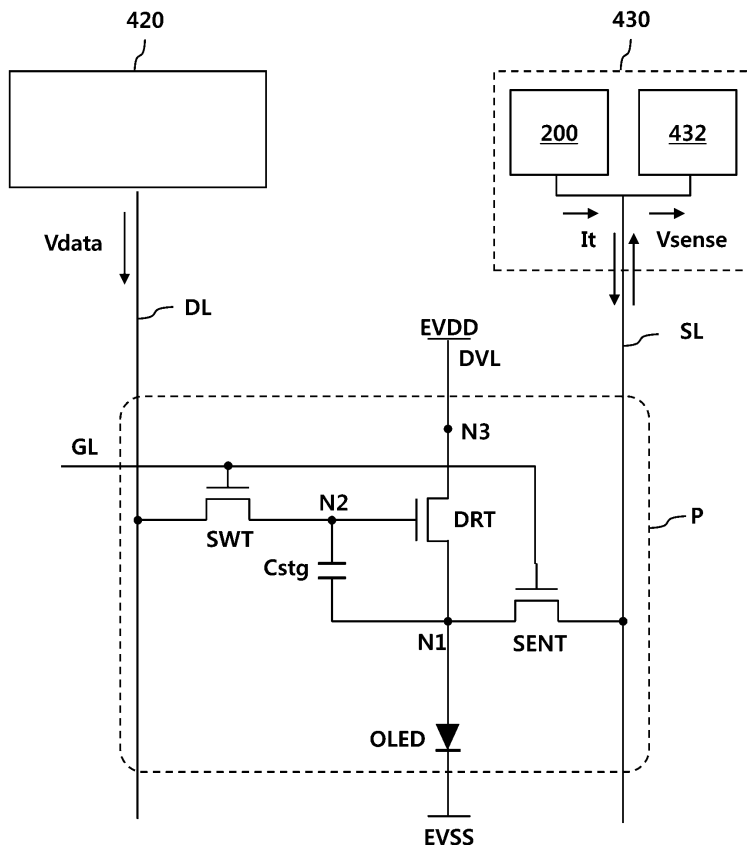 420
430
200
432
Vdata
It
Vsense
DL
SL
EVDD
DVL
N3
GL
N2
DRT
P
SWT
Cstg
N1
SENT
OLED
EVSS